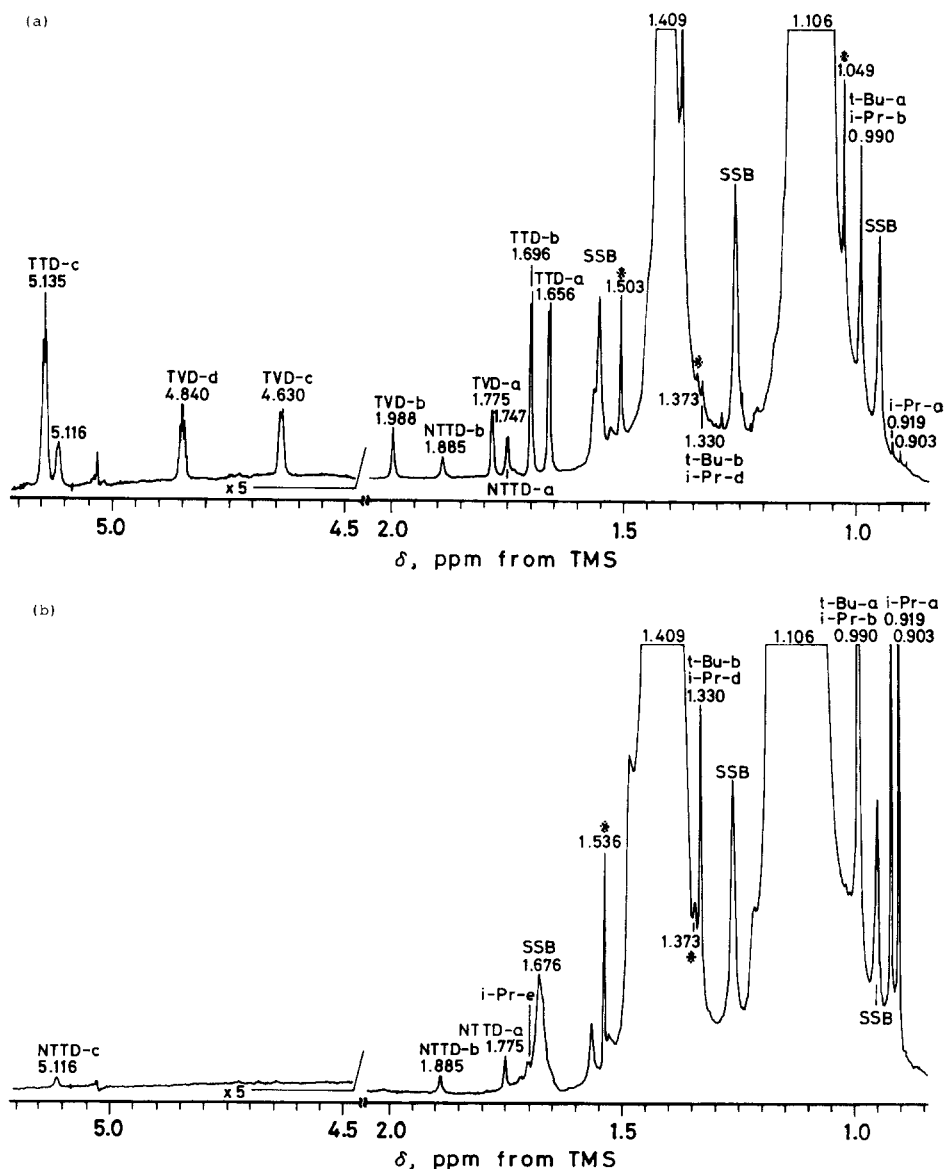 (a)
1.409
1.106
*
1.049
t-Bu-a
i-Pr-b
0.990
SSB
SSB
TTD-c
5.135
TTD-b
1.696
SSB
TTD-a
1.656
*
1.503
TVD-d
4.840
TVD-c
4.630
TVD-b
1.988
TVD-a
1.775
1.747
NTTD-b
1.885
5.116
*
1.373
1.330
t-Bu-b
i-Pr-d
i-Pr-a
0.919
0.903
x 5
NTTD-a
5.0 4.5 2.0 1.5 1.0
δ, ppm from TMS
(b)
t-Bu-a i-Pr-a
i-Pr-b 0.919
1.409 1.106 0.990 0.903
t-Bu-b
i-Pr-d
1.330
SSB
*
1.536
1.373
*
SSB
1.676
i-Pr-e
SSB
NTTD-c
5.116
NTTD-b
1.885
NTTD-a
1.775
x 5
5.0 4.5 2.0 1.5 1.0
δ, ppm from TMS